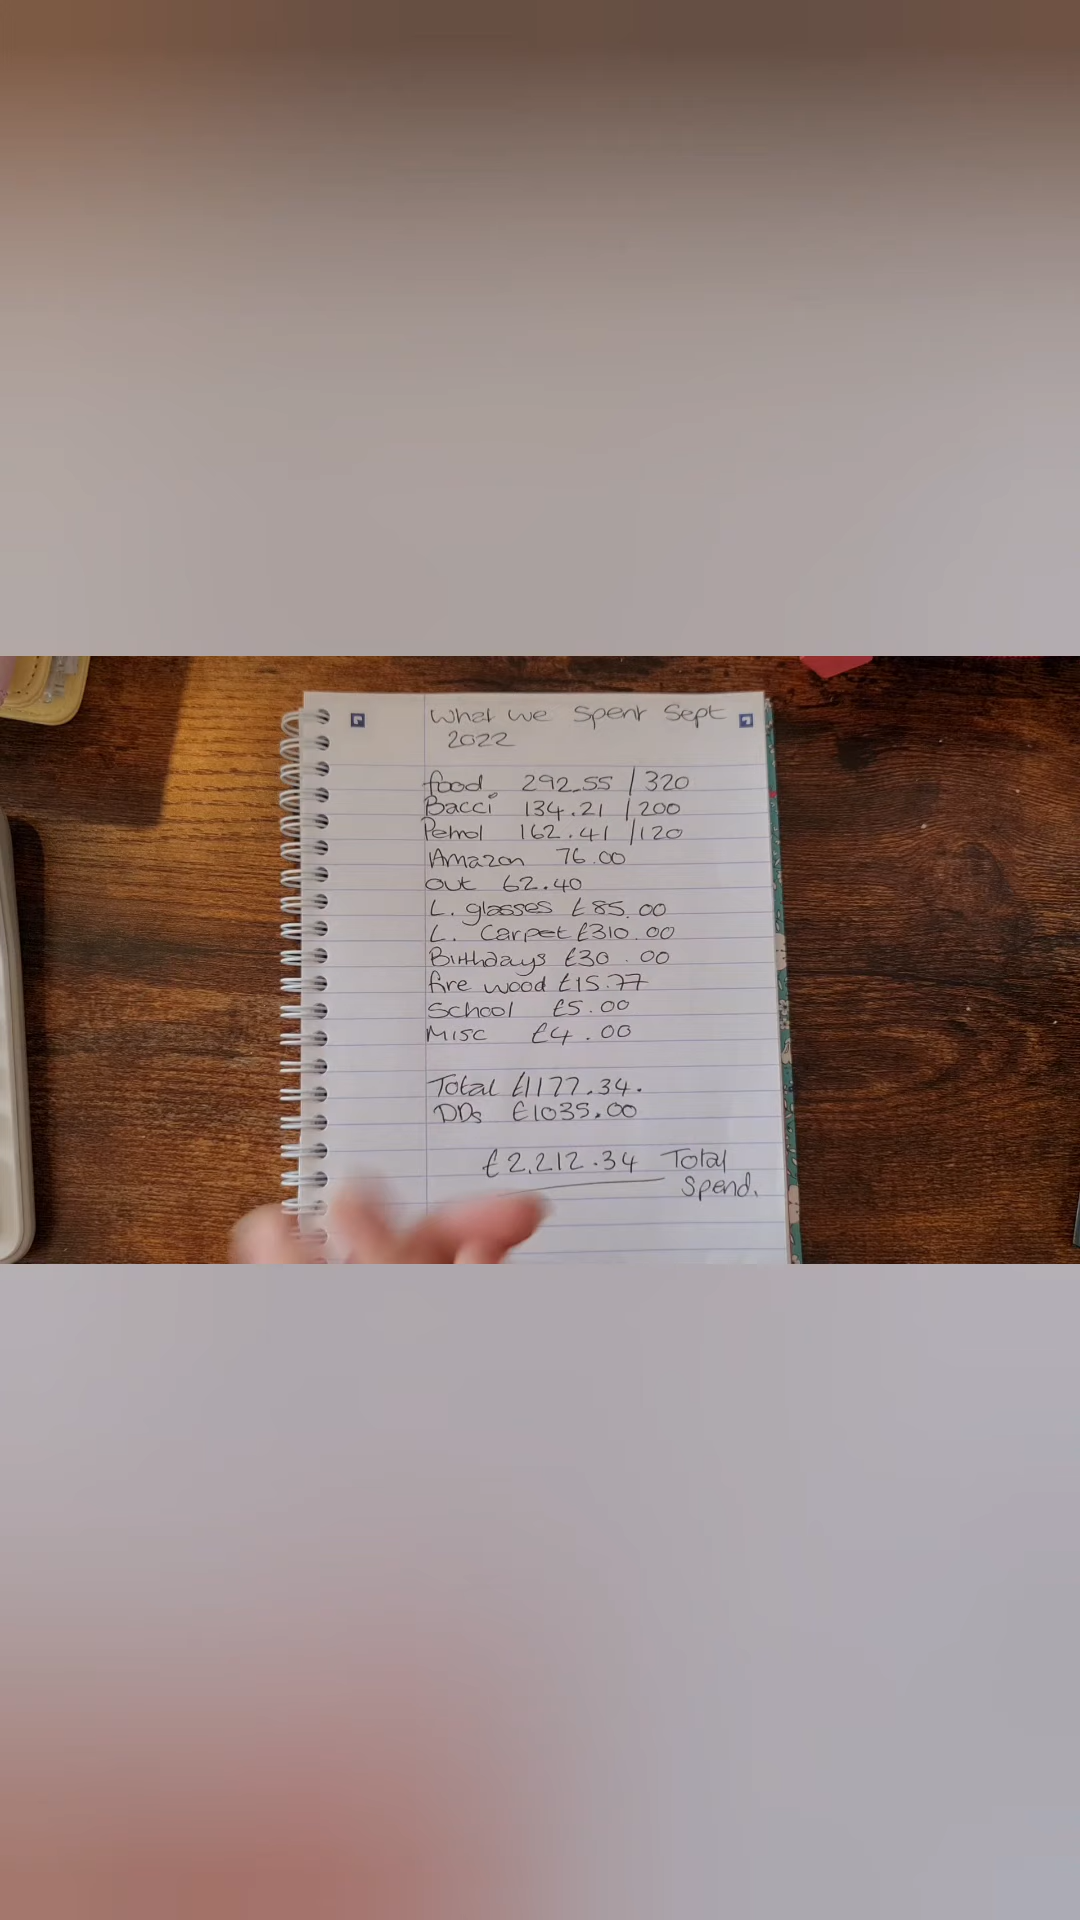 What we Spent Sept
2022
food. 292.55 / 320
Bacci 134.21 / 200
Petrol 162.41 / 120
Amazon 76.00
out 62.40
L. glasses £85.00
L. Carpet £310.00
Birthdays £30.00
fire wood £15.77
School £5.00
Misc £4.00
Total £1177.34.
DDs £1035.00
£2,212.34 Total
Spend.